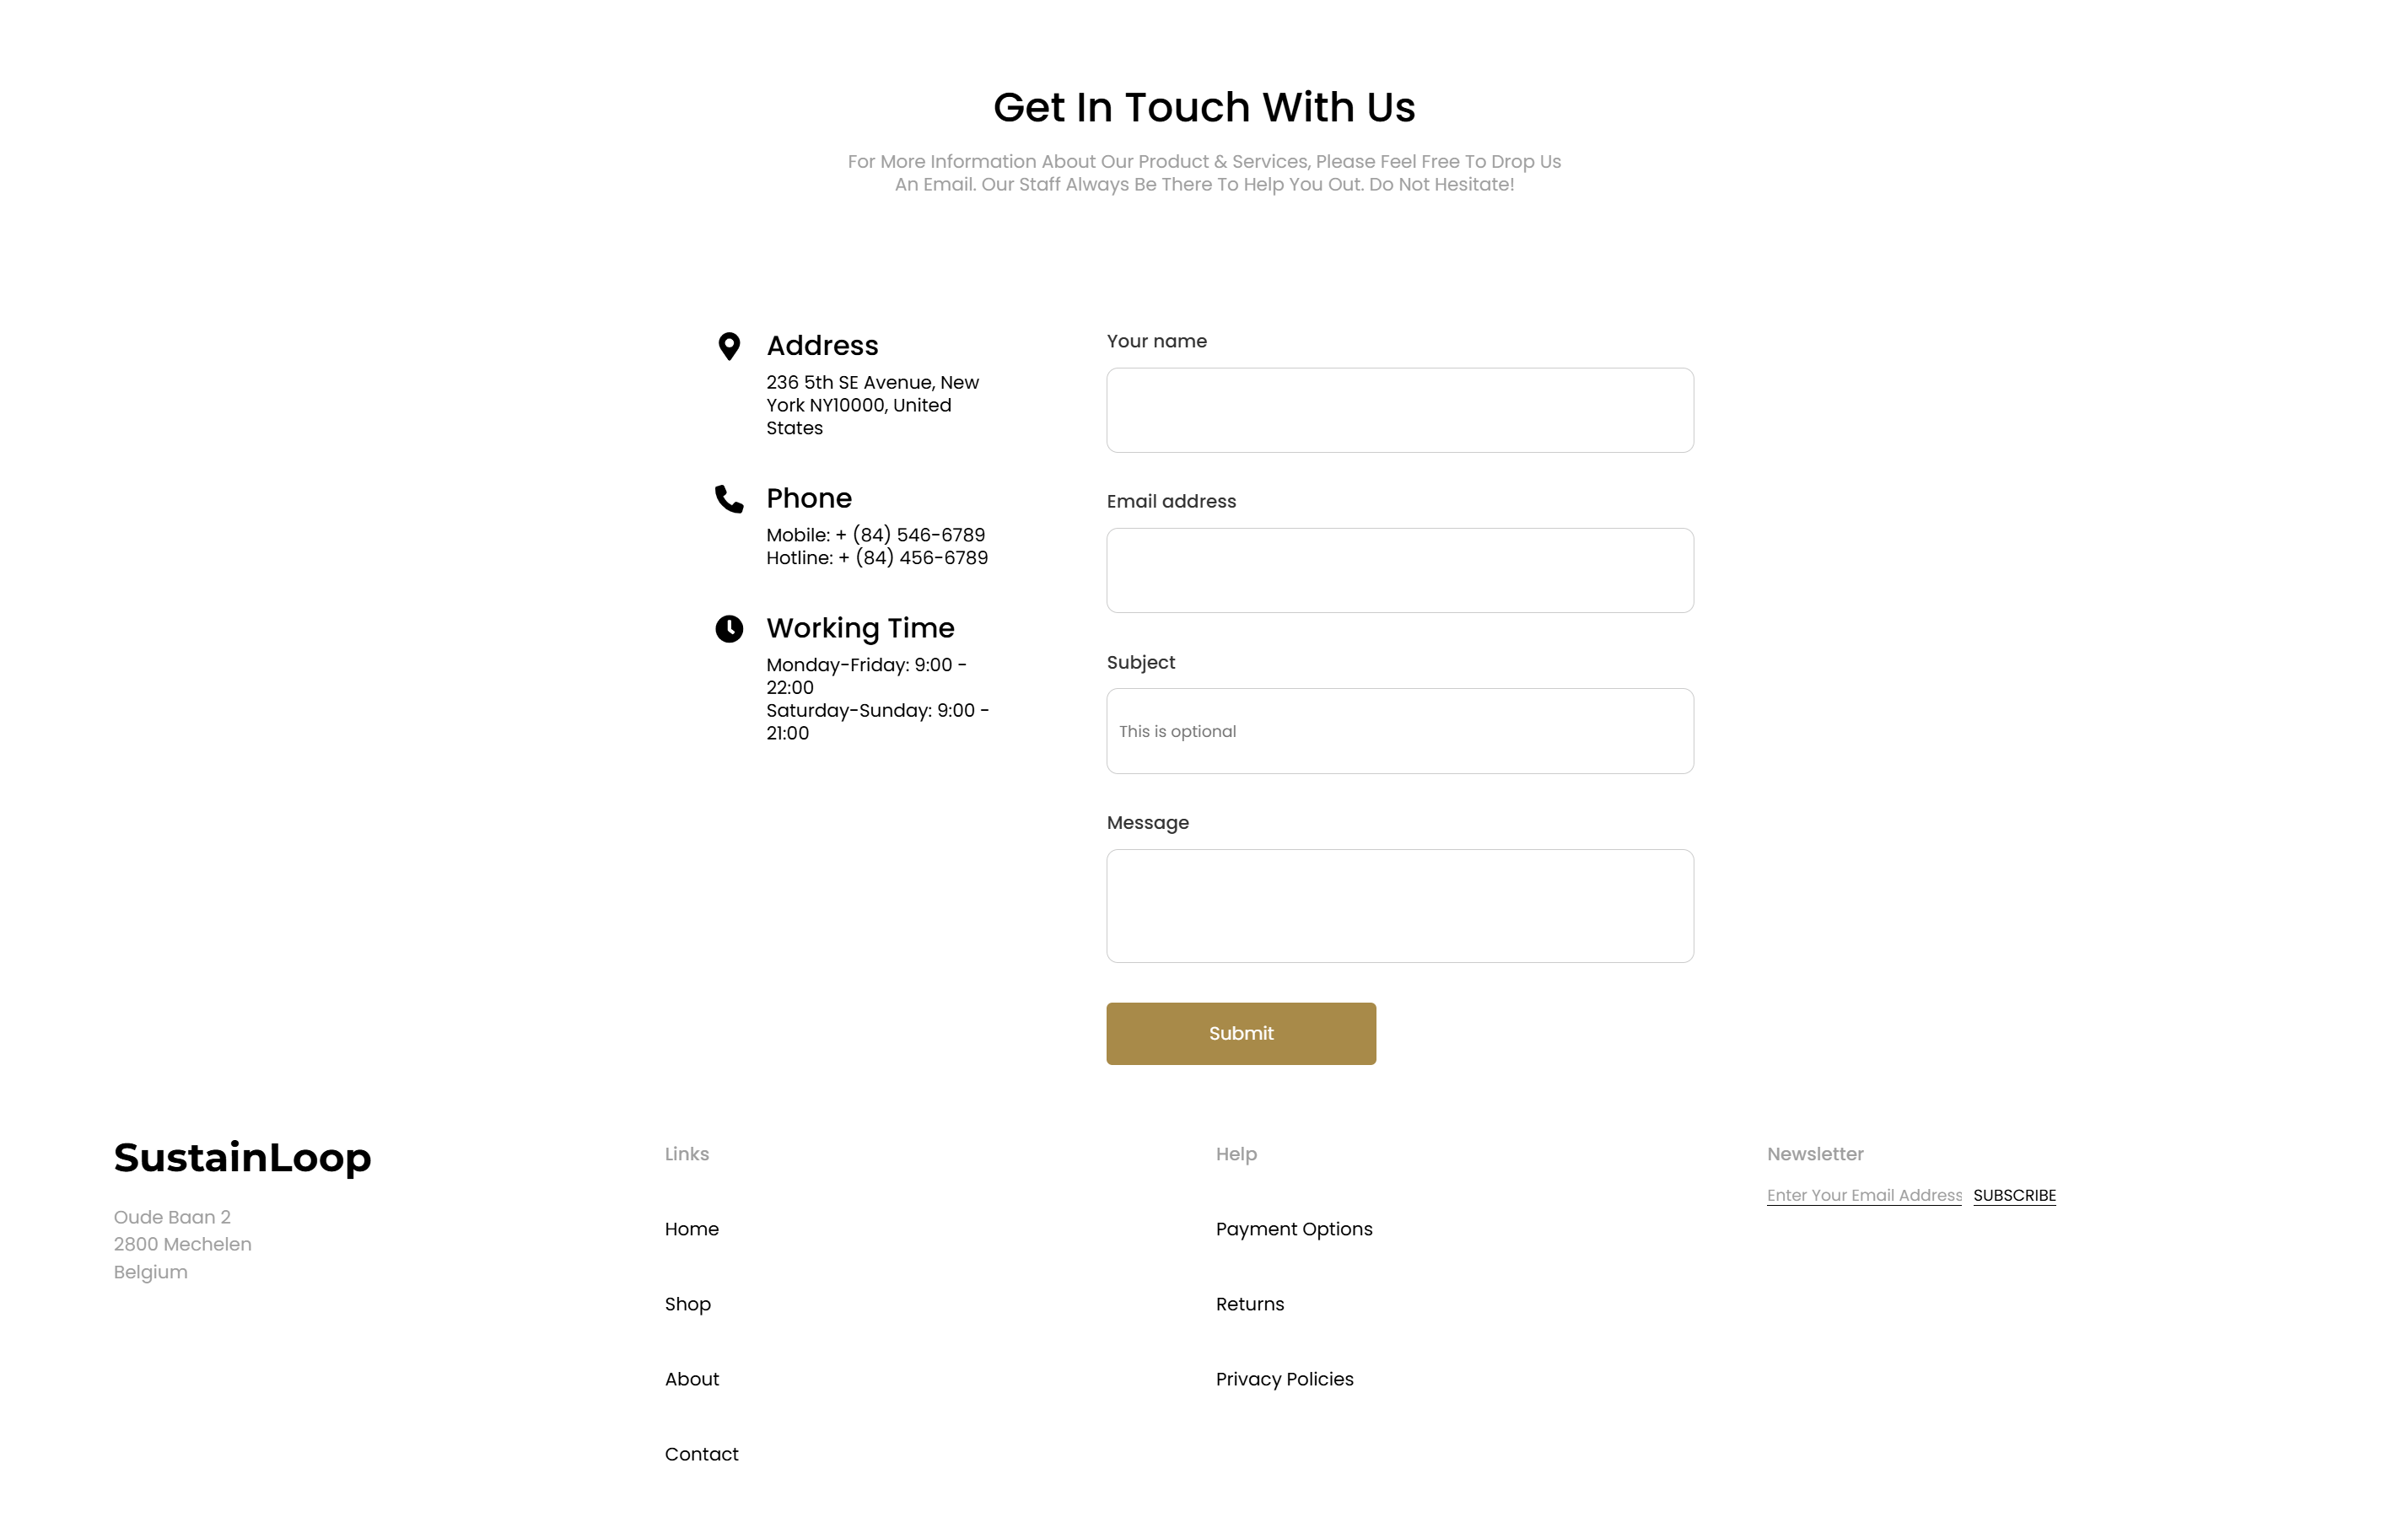 Get In Touch With Us
For More Information About Our Product & Services, Please Feel Free To Drop Us
An Email. Our Staff Always Be There To Help You Out. Do Not Hesitate!
Address
236 5th SE Avenue, New
York NY10000, United
States
Phone
Mobile: + (84) 546-6789
Hotline: + (84) 456-6789
Working Time
Monday-Friday: 9:00 -
22:00
Saturday-Sunday: 9:00 -
21:00
Your name
Email address
Subject
This is optional
Message
Submit
SustainLoop
Oude Baan 2
2800 Mechelen
Belgium
Links
Home
Shop
About
Contact
Help
Payment Options
Returns
Privacy Policies
Newsletter
Enter Your Email Address SUBSCRIBE